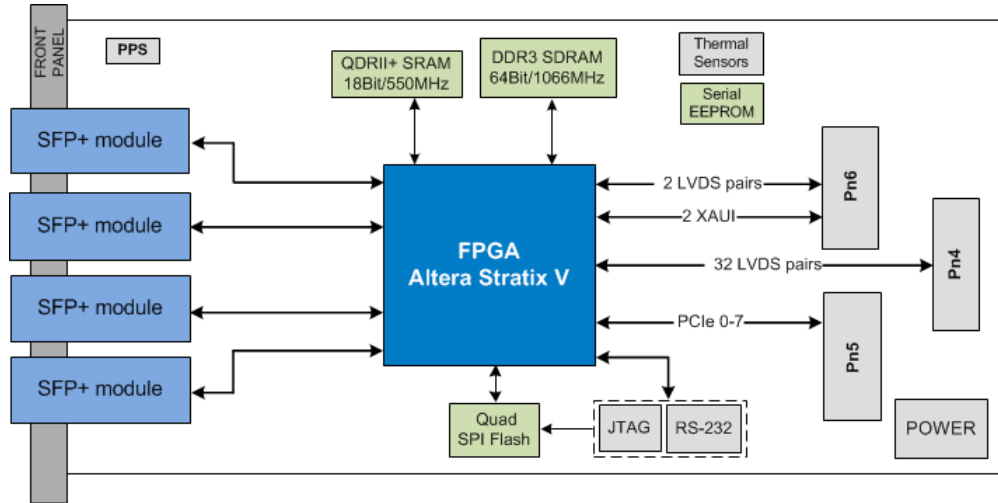 FRONT
PANEL
PPS
QDRII+ SRAM
18Bit/550MHz
DDR3 SDRAM
64Bit/1066MHz
Thermal
Sensors
Serial
EEPROM
SFP+ module
SFP+ module
SFP+ module
SFP+ module
FPGA
Altera Stratix V
2 LVDS pairs
2 XAUI
32 LVDS pairs
PCIe 0-7
Pn6
Pn4
Pn5
Quad
SPI Flash
JTAG
RS-232
POWER